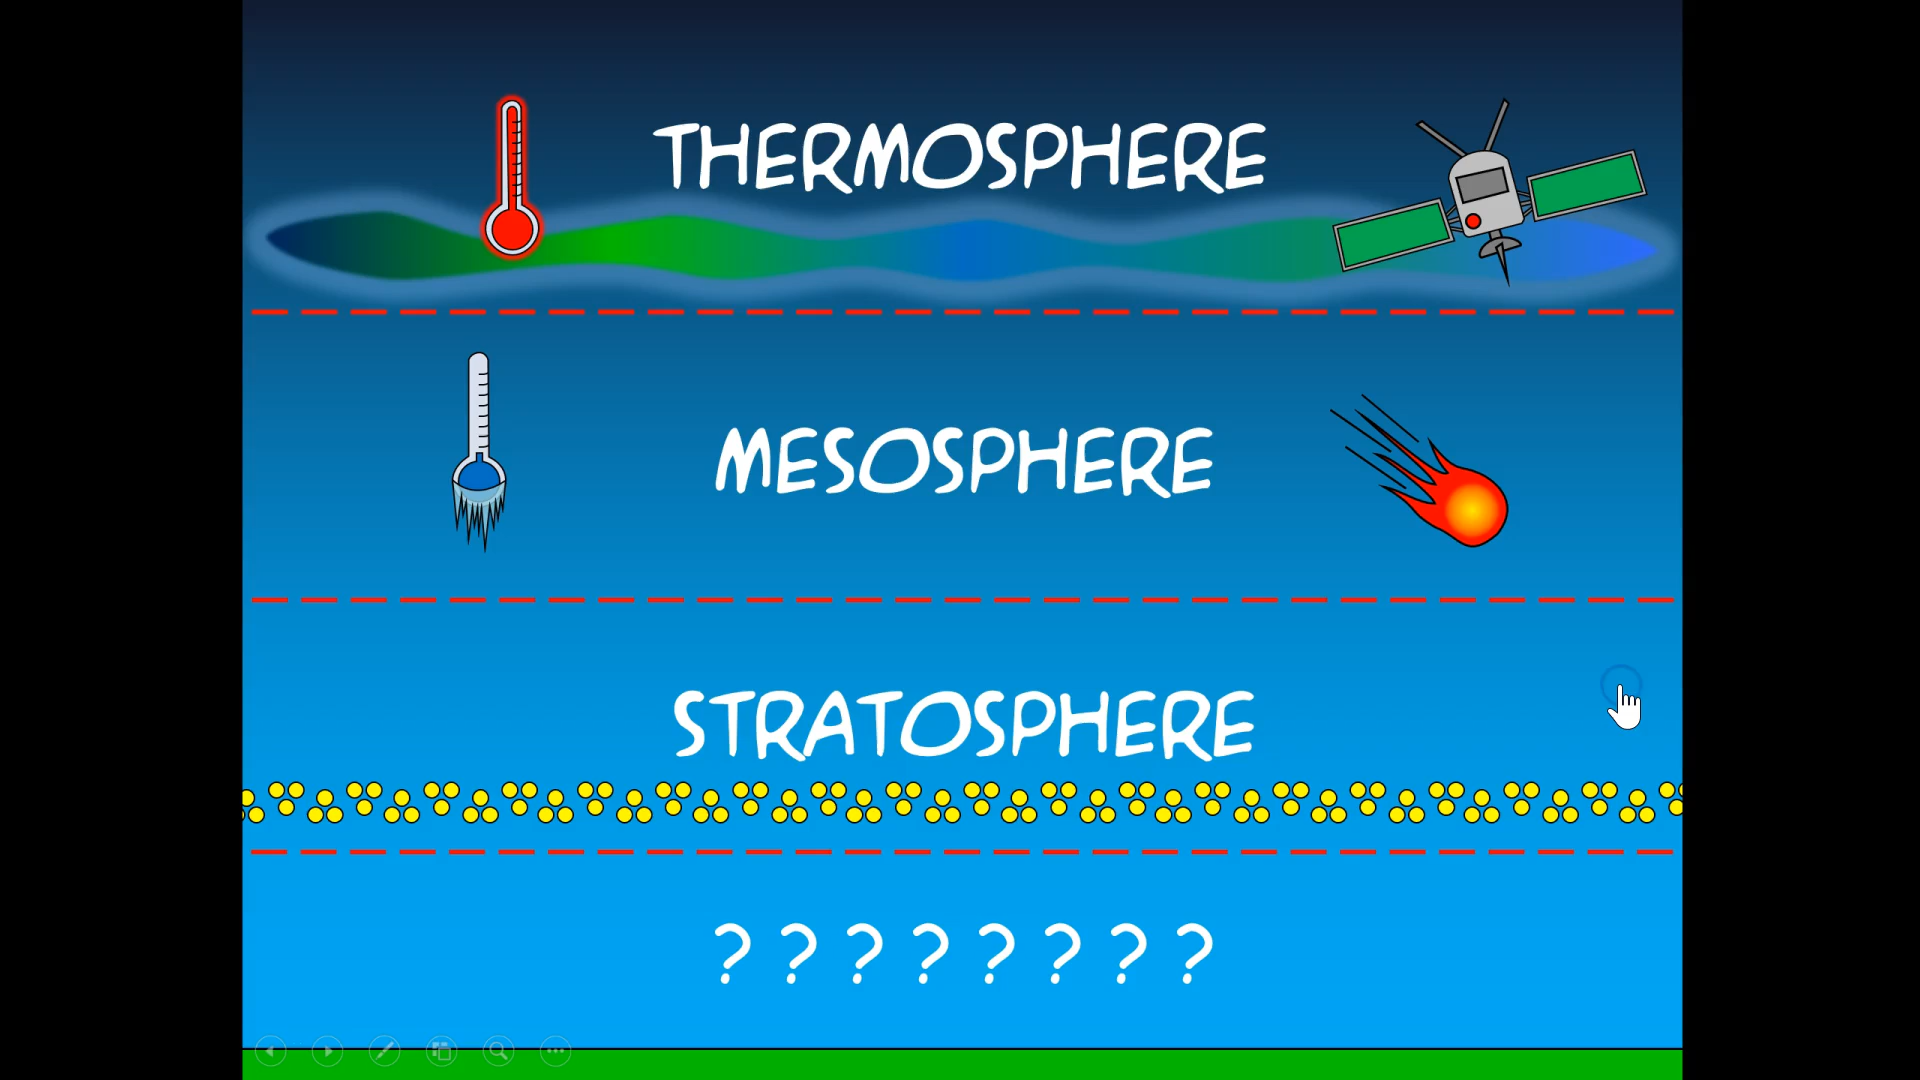 THERMOSPHERE
MESOSPHERE
STRATOSPHERE
? ? ? ? ? ? ? ?